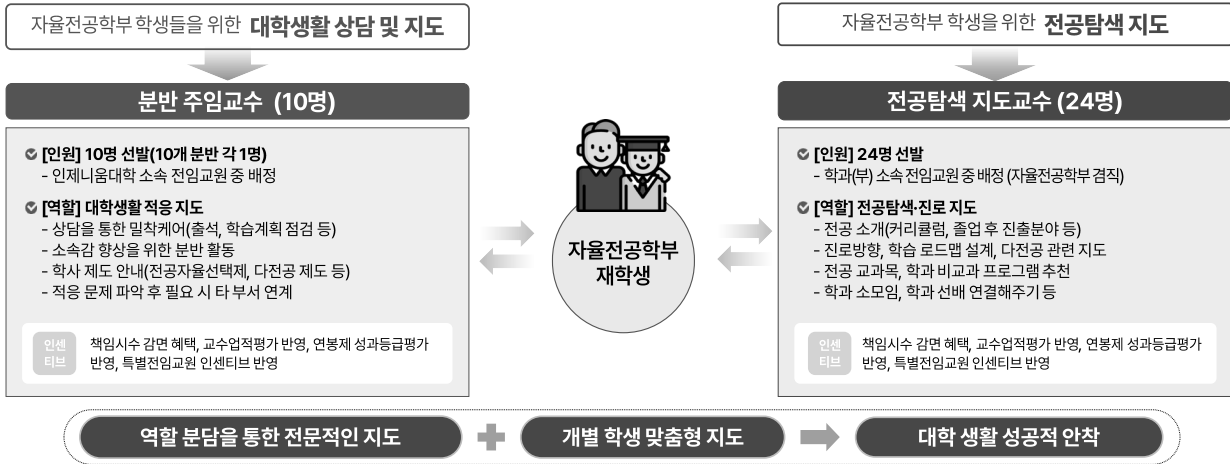 자율전공학부 학생들을 위한 대학생활 상담 및 지도
분반 주임교수 (10명)
[인원] 10명 선발(10개 분반 각 1명)
- 인제니움대학 소속 전임교원 중 배정
[역할] 대학생활 적응 지도
- 상담을 통한 밀착케어(출석, 학습계획 점검 등)
- 소속감 향상을 위한 분반 활동
- 학사 제도 안내(전공자율선택제, 다전공 제도 등)
- 적응 문제 파악 후 필요 시 타 부서 연계
인센
티브
책임시수 감면 혜택, 교수업적평가 반영, 연봉제 성과등급평가
반영, 특별전임교원 인센티브 반영
자율전공학부
재학생
자율전공학부 학생을 위한 전공탐색 지도
전공탐색 지도교수 (24명)
[인원] 24명 선발
- 학과(부) 소속 전임교원 중 배정 (자율전공학부 겸직)
[역할] 전공탐색·진로 지도
- 전공 소개(커리큘럼, 졸업 후 진출분야 등)
- 진로방향, 학습 로드맵 설계, 다전공 관련 지도
- 전공 교과목, 학과 비교과 프로그램 추천
- 학과 소모임, 학과 선배 연결해주기 등
인센
티브
책임시수 감면 혜택, 교수업적평가 반영, 연봉제 성과등급평가
반영, 특별전임교원 인센티브 반영
역할 분담을 통한 전문적인 지도
개별 학생 맞춤형 지도
대학 생활 성공적 안착